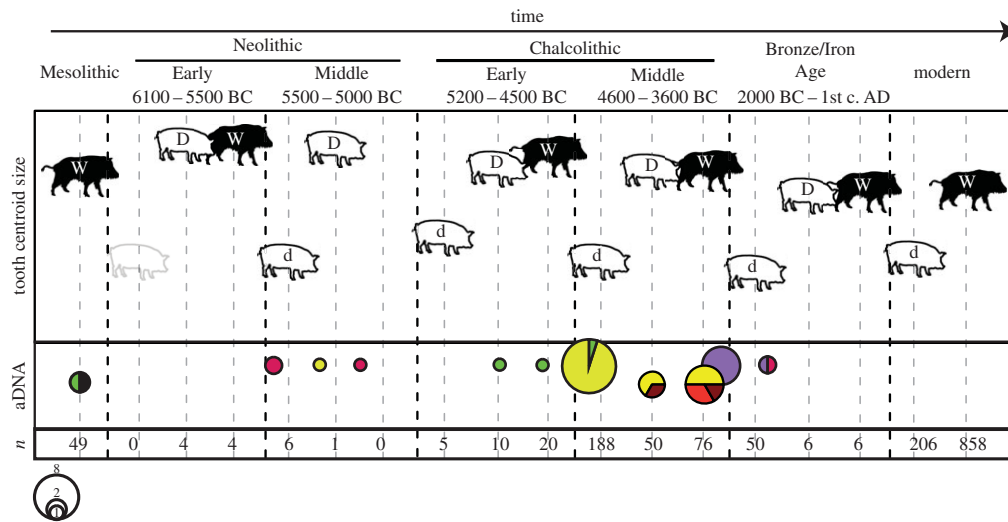 time
Neolithic
Chalcolithic
Bronze/Iron
Mesolithic
Early
Middle
Early
Middle
Age
modern
6100–5500 BC
5500–5000 BC
5200–4500 BC
4600–3600 BC
2000 BC–1st c. AD
tooth centroid size
W
D W
D
d
D W
d
D W
d
D W
d
W
d
aDNA
n 49 0 4 4 6 1 0 5 10 20 188 50 76 50 6 6 206 858
8
2
1